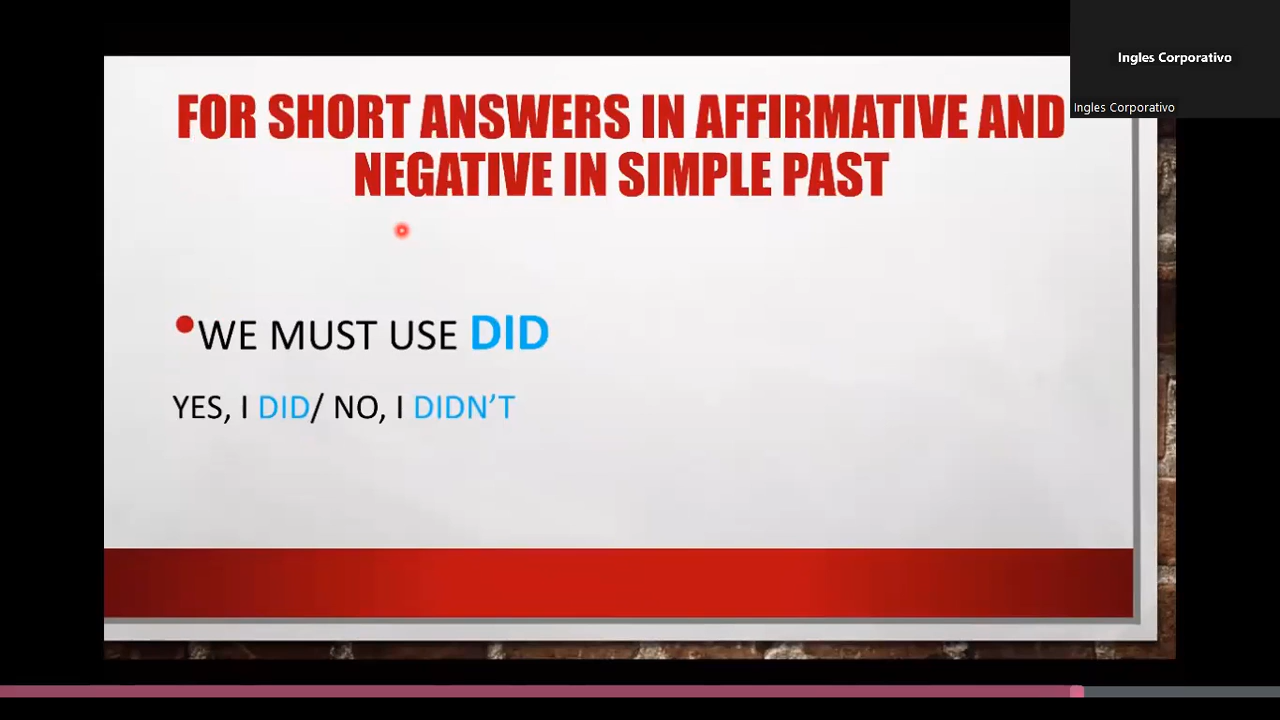 Ingles Corporativo
Ingles Corporativo
FOR SHORT ANSWERS IN AFFIRMATIVE AND
NEGATIVE IN SIMPLE PAST
•WE MUST USE DID
YES, I DID/ NO, I DIDN’T